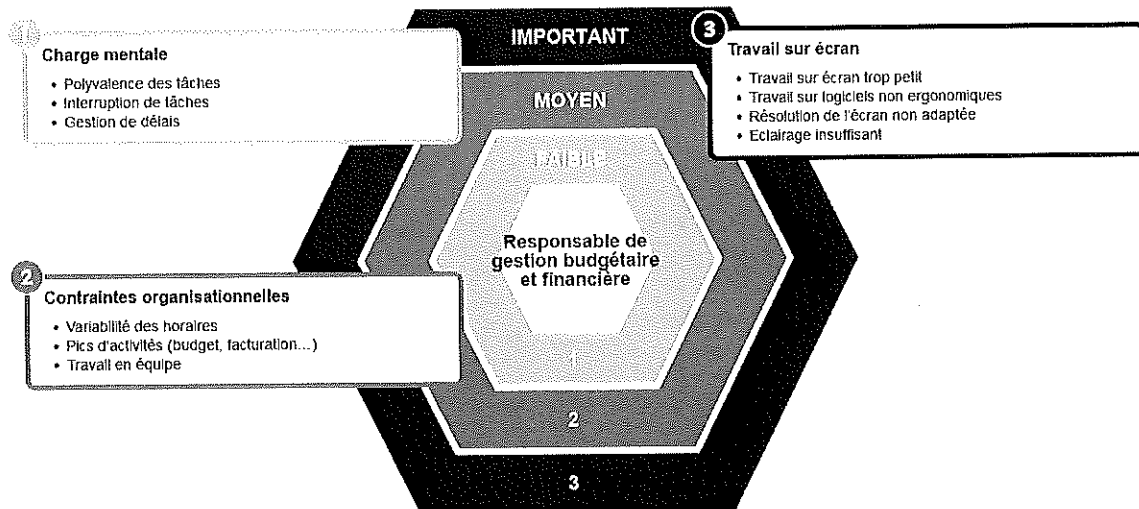 IMPORTANT
MOYEN
FAIBLE
Responsable de
gestion budgétaire
et financière
1
2
3
1
Charge mentale
• Polyvalence des tâches
• Interruption de tâches
• Gestion de délais
2
Contraintes organisationnelles
• Variabilité des horaires
• Pics d'activités (budget, facturation...)
• Travail en équipe
3
Travail sur écran
• Travail sur écran trop petit
• Travail sur logiciels non ergonomiques
• Résolution de l'écran non adaptée
• Eclairage insuffisant